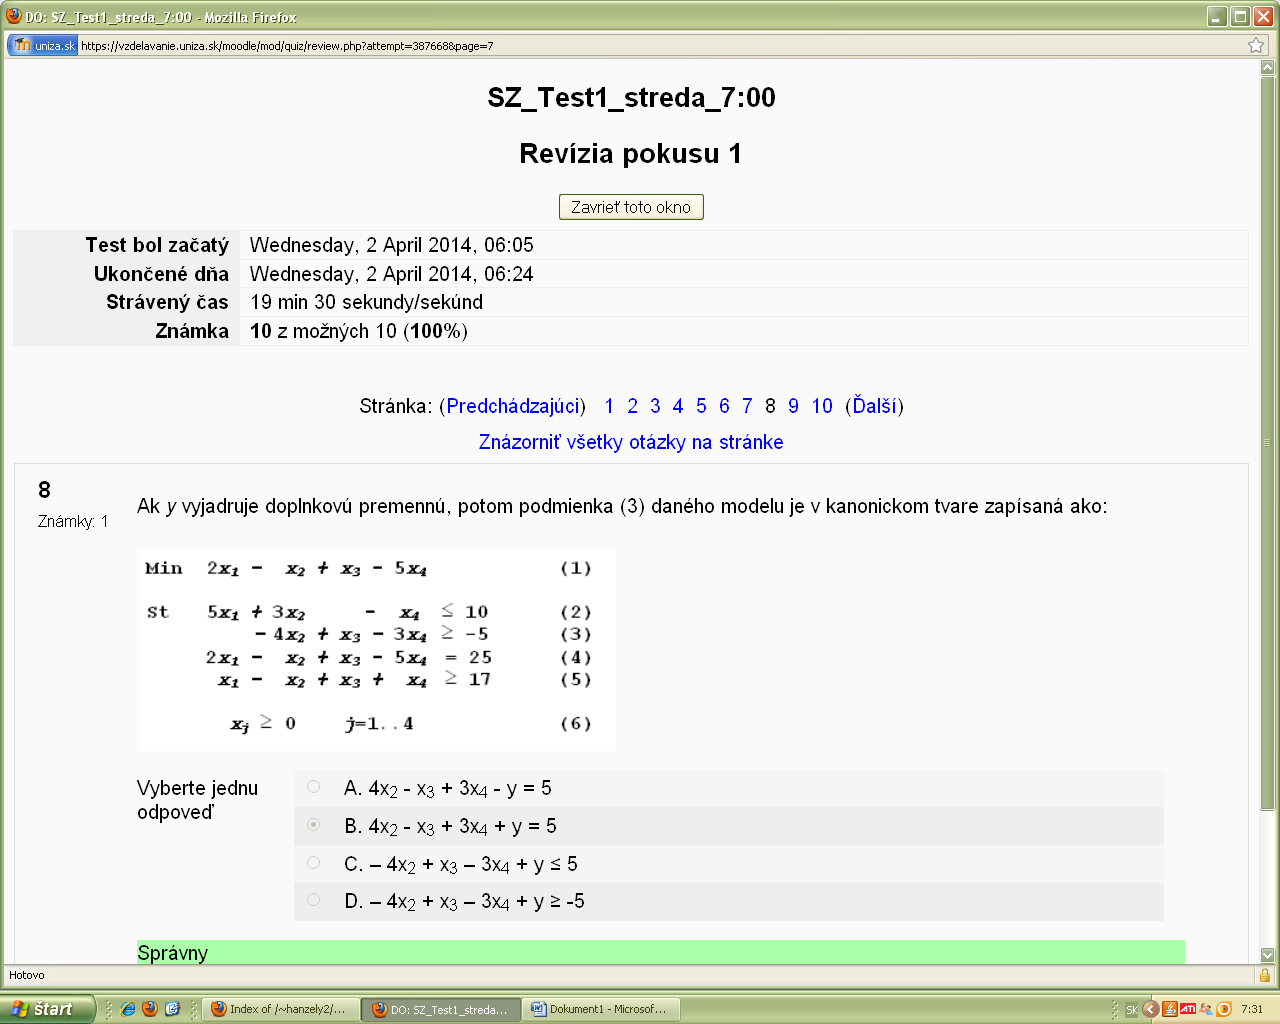 DO: SZ_Test1_streda_7:00 - Mozilla Firefox
uniza.sk https://vzdelavanie.uniza.sk/moodle/mod/quiz/review.php?attempt=387668&page=7
SZ_Test1_streda_7:00
Revízia pokusu 1
Zavrieť toto okno
Test bol začatý Wednesday, 2 April 2014, 06:05
Ukončené dňa Wednesday, 2 April 2014, 06:24
Strávený čas 19 min 30 sekundy/sekúnd
Známka 10 z možných 10 (100%)
Stránka: (Predchádzajúci) 1 2 3 4 5 6 7 8 9 10 (Ďalší)
Znázorniť všetky otázky na stránke
8
Známky: 1
Ak y vyjadruje doplnkovú premennú, potom podmienka (3) daného modelu je v kanonickom tvare zapísaná ako:
Min 2x1 - x2 + x3 - 5x4 (1)
St 5x1 + 3x2 - x4 ≤ 10 (2)
- 4x2 + x3 - 3x4 ≥ -5 (3)
2x1 - x2 + x3 - 5x4 = 25 (4)
x1 - x2 + x3 + x4 ≥ 17 (5)
xj ≥ 0 j=1..4 (6)
Vyberte jednu
odpoveď
A. 4x2 - x3 + 3x4 - y = 5
B. 4x2 - x3 + 3x4 + y = 5
C. – 4x2 + x3 – 3x4 + y ≤ 5
D. – 4x2 + x3 – 3x4 + y ≥ -5
Správny
Hotovo
štart
Index of /~hanzely2/...
DO: SZ_Test1_streda...
Dokument1 - Microsof...
SK
7:31